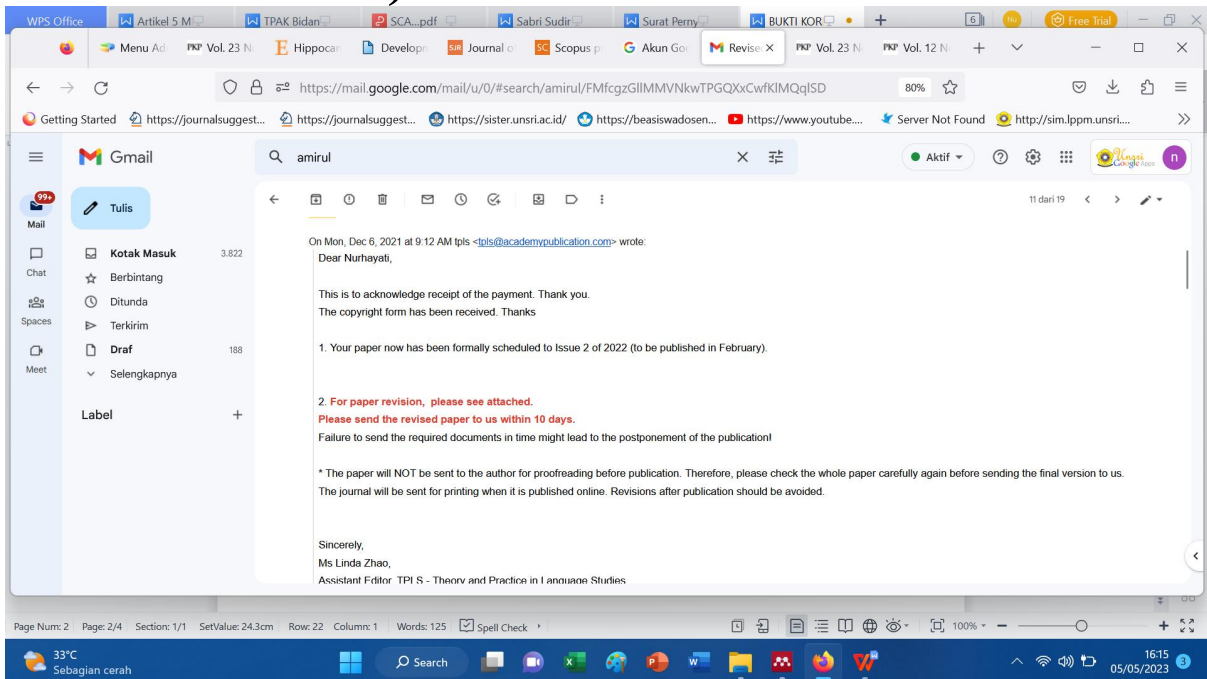 WPS Office Artikel 5 M TPAK Bidan SCA...pdf Sabri Sudir Surat Perny BUKTI KOR + 6 Free Trial
Menu Ad Vol. 23 N Hippocan Develop Journal o Scopus p Akun Goo Revise Vol. 23 N Vol. 12 N +
https://mail.google.com/mail/u/0/#search/amirul/FMfcgzGllMMVNkwTPGQXxCwfKlMQqlSD 80%
Getting Started https://journalsuggest... https://journalsuggest... https://sister.unsri.ac.id/ https://beasiswadosen... https://www.youtube.... Server Not Found http://sim.lppm.unsri....
Gmail amirul Aktif n
99+
Mail
Chat
Spaces
Meet
Tulis
Kotak Masuk 3.822
Berbintang
Ditunda
Terkirim
Draf 188
Selengkapnya
Label +
11 dari 19
On Mon, Dec 6, 2021 at 9:12 AM tpls <tpls@academypublication.com> wrote:
Dear Nurhayati,
This is to acknowledge receipt of the payment. Thank you.
The copyright form has been received. Thanks
1. Your paper now has been formally scheduled to Issue 2 of 2022 (to be published in February).
2. For paper revision, please see attached.
Please send the revised paper to us within 10 days.
Failure to send the required documents in time might lead to the postponement of the publication!
* The paper will NOT be sent to the author for proofreading before publication. Therefore, please check the whole paper carefully again before sending the final version to us.
The journal will be sent for printing when it is published online. Revisions after publication should be avoided.
Sincerely,
Ms Linda Zhao,
Assistant Editor, TPLS - Theory and Practice in Language Studies
Page Num: 2 Page: 2/4 Section: 1/1 SetValue: 24.3cm Row: 22 Column: 1 Words: 125 Spell Check 100%
33°C
Sebagian cerah
Search
16:15
05/05/2023
3